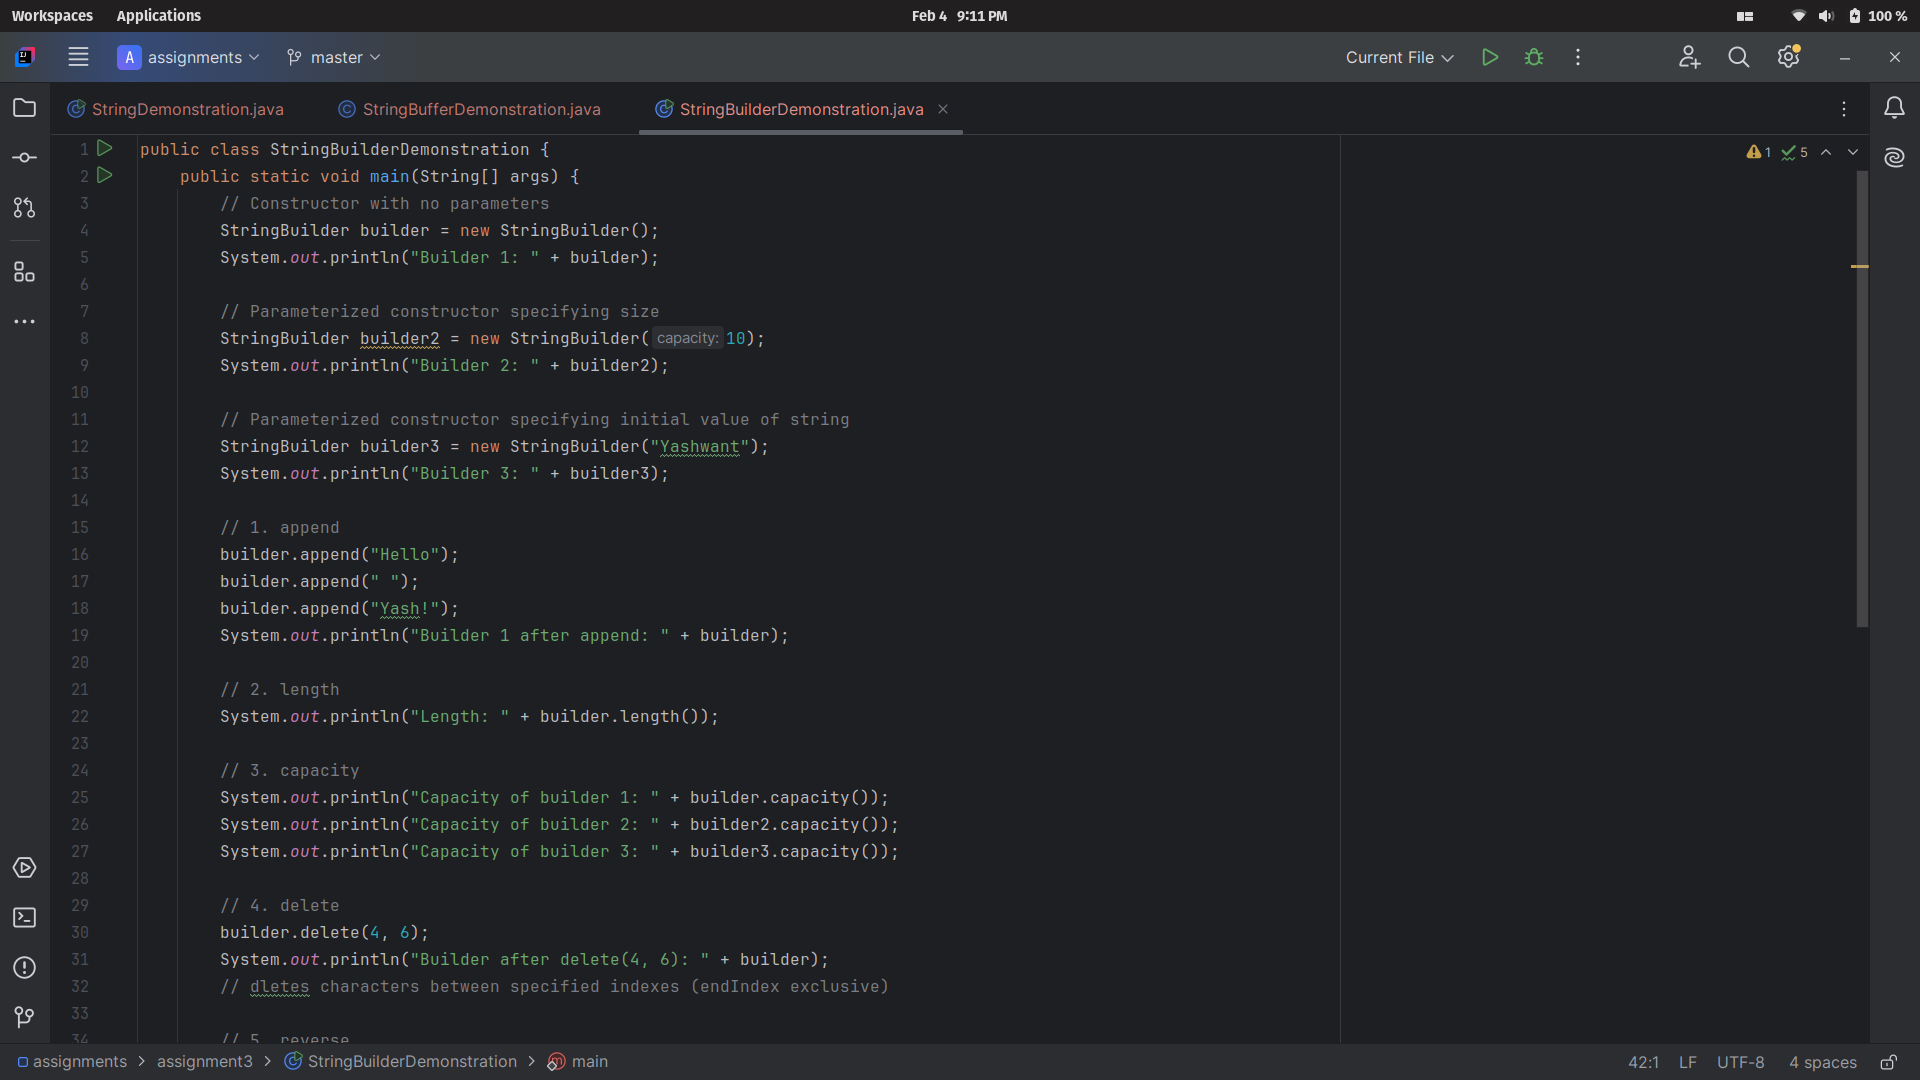 Workspaces Applications Feb 4 9:11 PM 100 %
A assignments master Current File
StringDemonstration.java StringBufferDemonstration.java StringBuilderDemonstration.java
1 public class StringBuilderDemonstration { 1 5
2 public static void main(String[] args) {
3 // Constructor with no parameters
4 StringBuilder builder = new StringBuilder();
5 System.out.println("Builder 1: " + builder);
6
7 // Parameterized constructor specifying size
8 StringBuilder builder2 = new StringBuilder( capacity: 10);
9 System.out.println("Builder 2: " + builder2);
10
11 // Parameterized constructor specifying initial value of string
12 StringBuilder builder3 = new StringBuilder("Yashwant");
13 System.out.println("Builder 3: " + builder3);
14
15 // 1. append
16 builder.append("Hello");
17 builder.append(" ");
18 builder.append("Yash!");
19 System.out.println("Builder 1 after append: " + builder);
20
21 // 2. length
22 System.out.println("Length: " + builder.length());
23
24 // 3. capacity
25 System.out.println("Capacity of builder 1: " + builder.capacity());
26 System.out.println("Capacity of builder 2: " + builder2.capacity());
27 System.out.println("Capacity of builder 3: " + builder3.capacity());
28
29 // 4. delete
30 builder.delete(4, 6);
31 System.out.println("Builder after delete(4, 6): " + builder);
32 // dletes characters between specified indexes (endIndex exclusive)
33
34 // 5. reverse
assignments > assignment3 > StringBuilderDemonstration > main 42:1 LF UTF-8 4 spaces